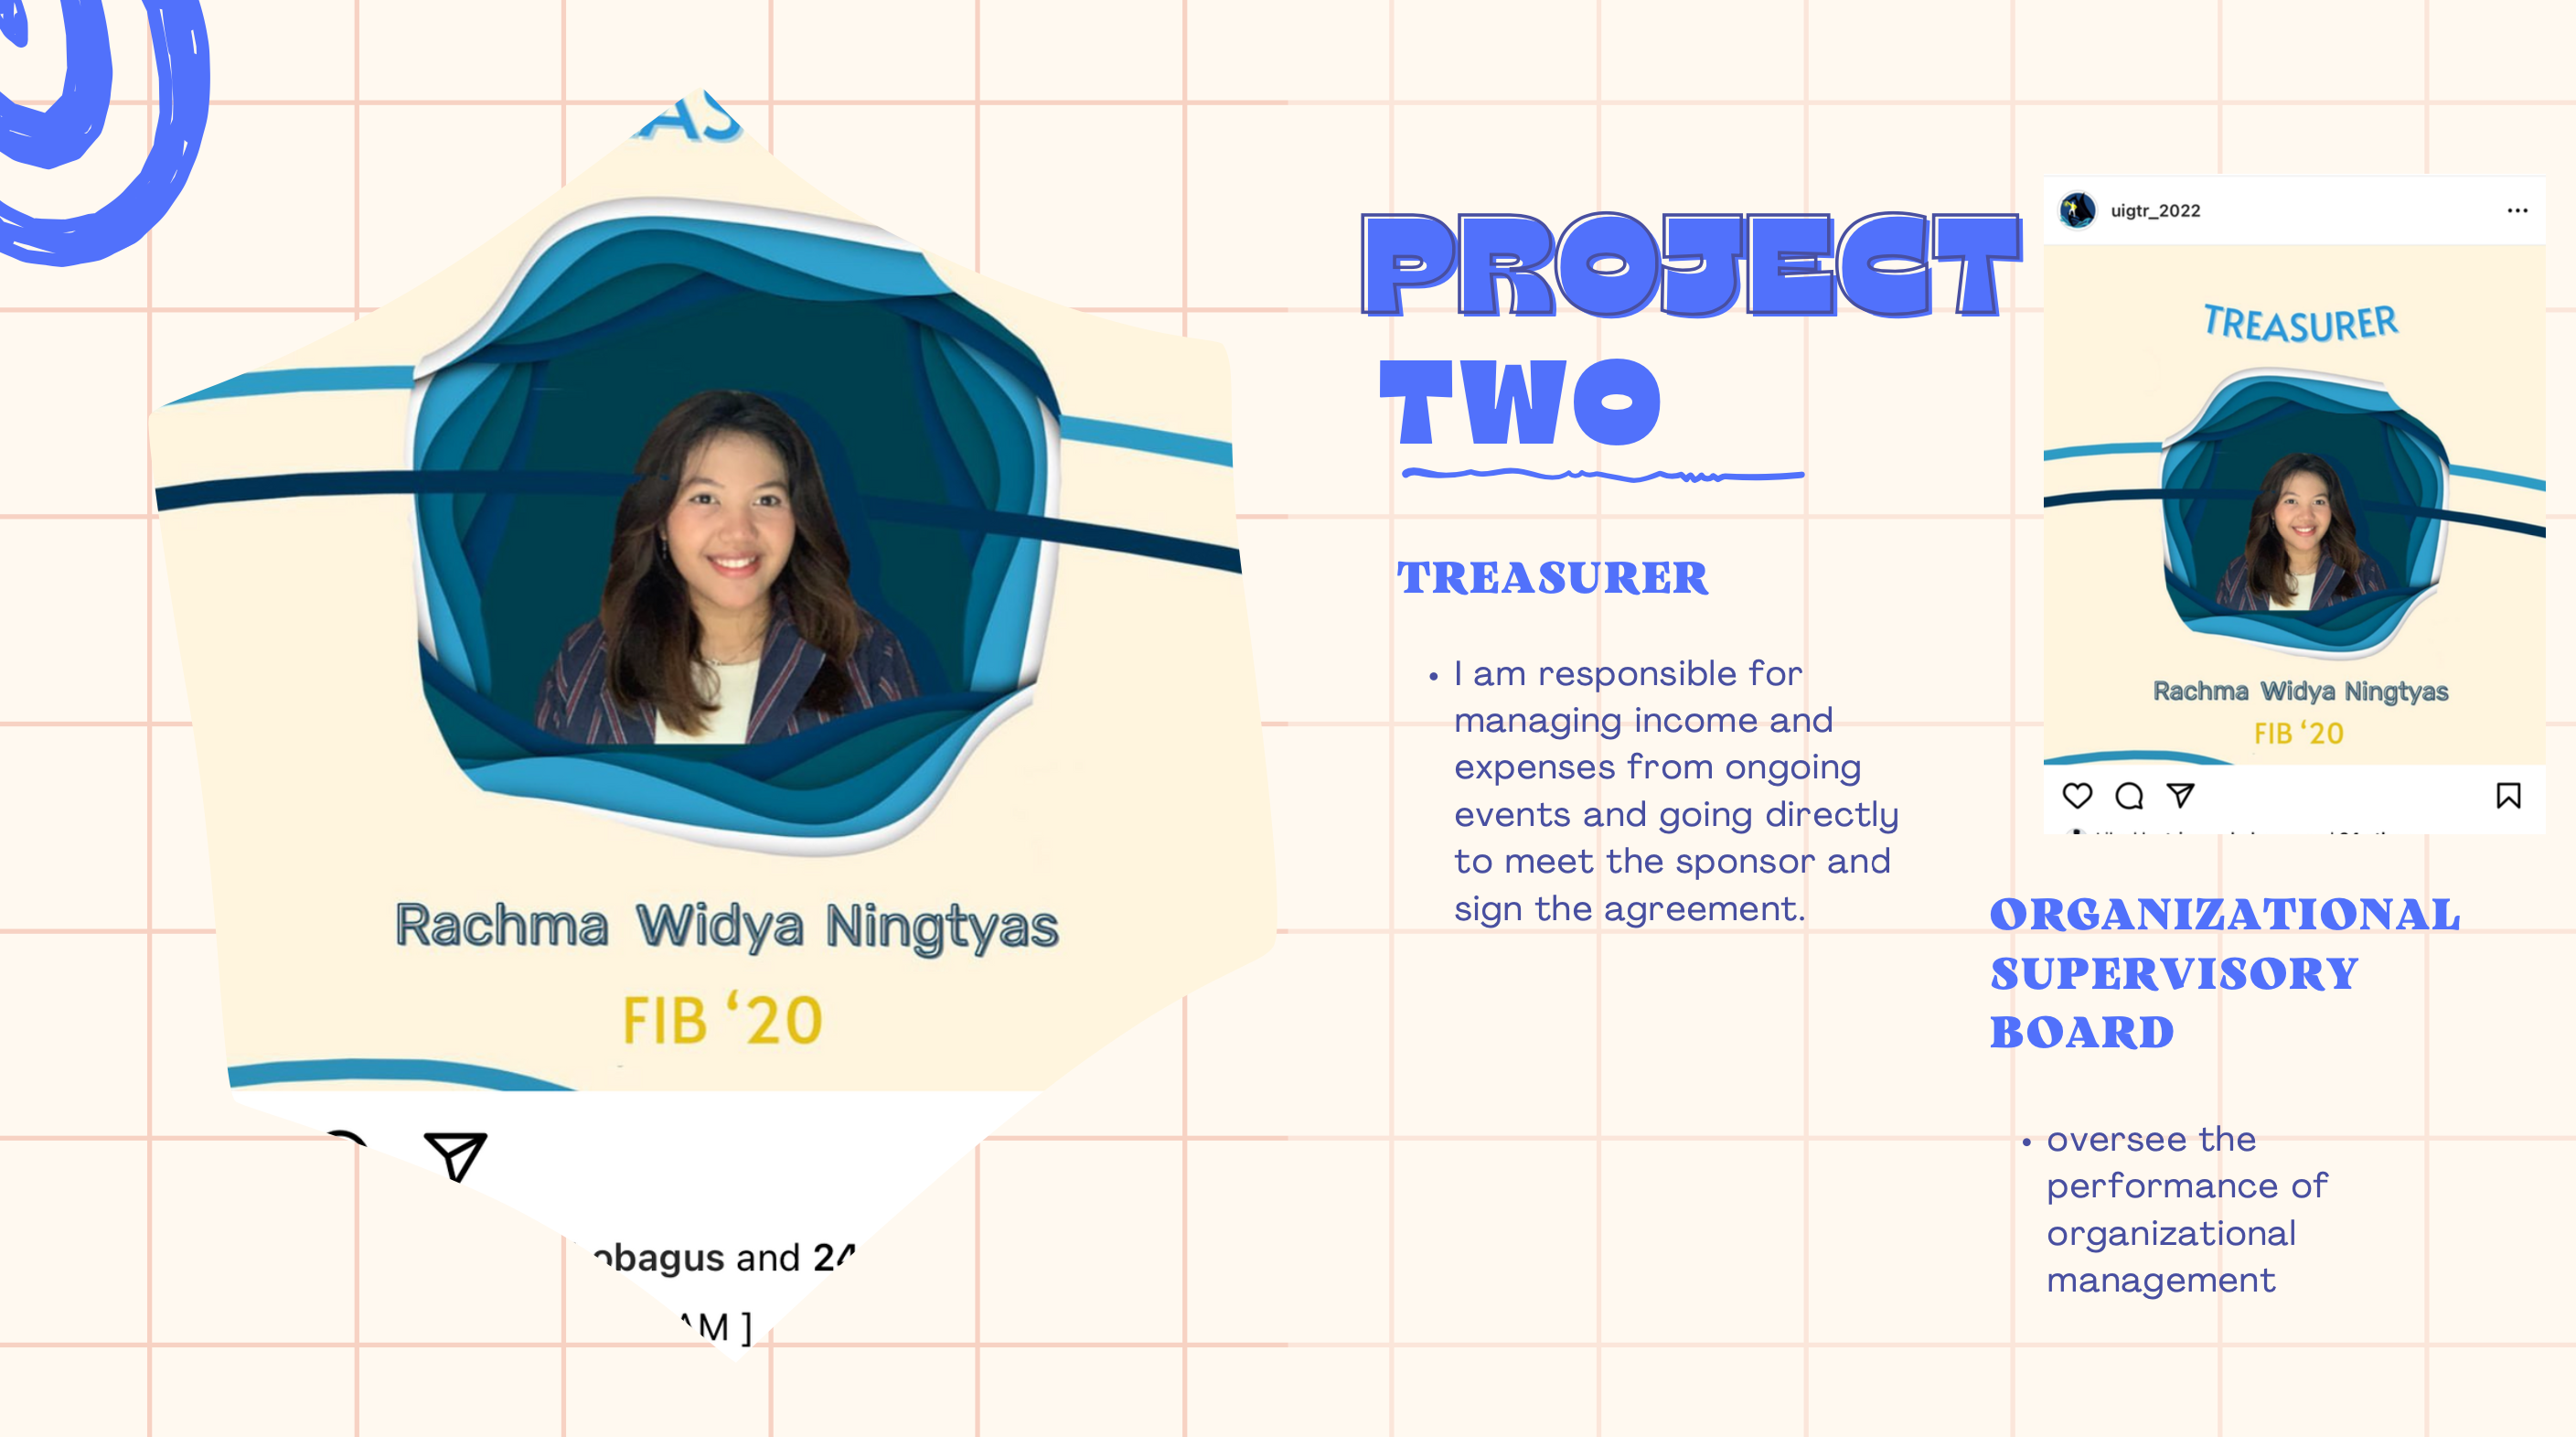 Rachma Widya Ningtyas
FIB ‘20
and
PROJECT
TWO
TREASURER
• I am responsible for
managing income and
expenses from ongoing
events and going directly
to meet the sponsor and
sign the agreement.
uigtr_2022
TREASURER
Rachma Widya Ningtyas
FIB ‘20
ORGANIZATIONAL
SUPERVISORY
BOARD
• oversee the
performance of
organizational
management